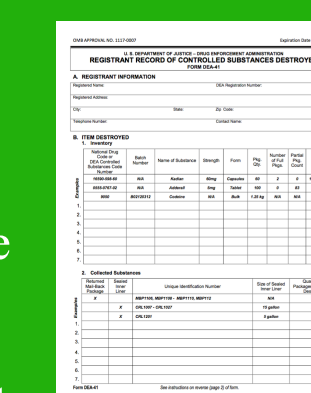 OMB APPROVAL NO. 1117-0007 Expiration Date
U. S. DEPARTMENT OF JUSTICE – DRUG ENFORCEMENT ADMINISTRATION
REGISTRANT RECORD OF CONTROLLED SUBSTANCES DESTROYE
FORM DEA-41
A. REGISTRANT INFORMATION
Registered Name: DEA Registration Number:
Registered Address:
City: State: Zip Code:
Telephone Number: Contact Name:
B. ITEM DESTROYED
1. Inventory
National Drug Code or DEA Controlled Substances Code Number Batch Number Name of Substance Strength Form Pkg. Qty. Number of Full Pkgs. Partial Pkg. Count
Examples
16590-598-60 N/A Kadian 60mg Capsules 60 2 0
0555-0767-02 N/A Adderall 5mg Tablet 100 0 83
9050 B02120312 Codeine N/A Bulk 1.25 kg N/A N/A
1.
2.
3.
4.
5.
6.
7.
2. Collected Substances
Returned Mail-Back Package Sealed Inner Liner Unique Identification Number Size of Sealed Inner Liner
Examples
X MBP1106, MBP1108 - MBP1110, MBP112 N/A
X CRL1007 - CRL1027 15 gallon
X CRL1201 5 gallon
1.
2.
3.
4.
5.
6.
7.
Form DEA-41 See instructions on reverse (page 2) of form.
e